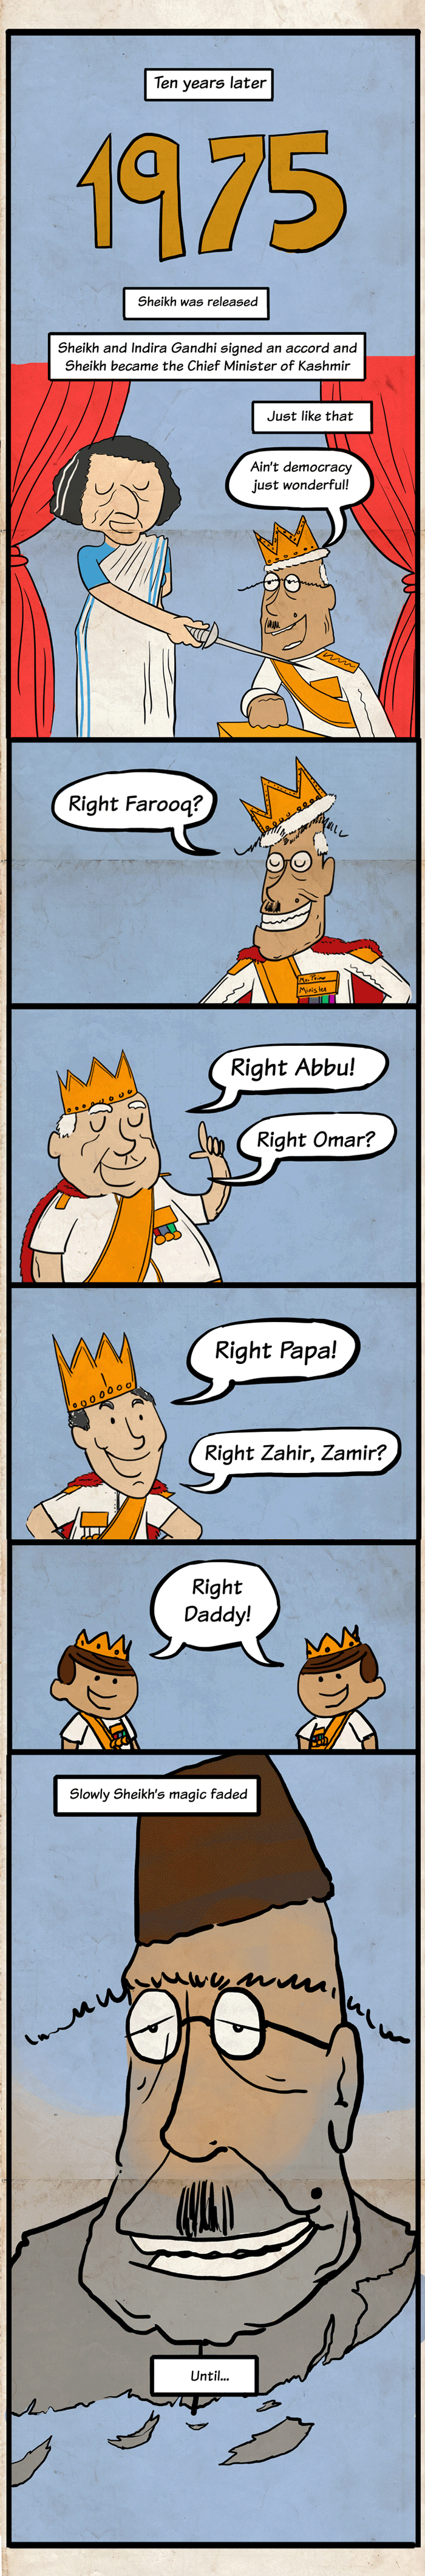 Ten years later
1975
Sheikh was released
Sheikh and Indira Gandhi signed an accord and
Sheikh became the Chief Minister of Kashmir
Just like that
Ain't democracy
just wonderful!
Right Farooq?
Minister
Right Abbu!
Right Omar?
Right Papa!
Right Zahir, Zamir?
Right
Daddy!
Slowly Sheikh's magic faded
Until...